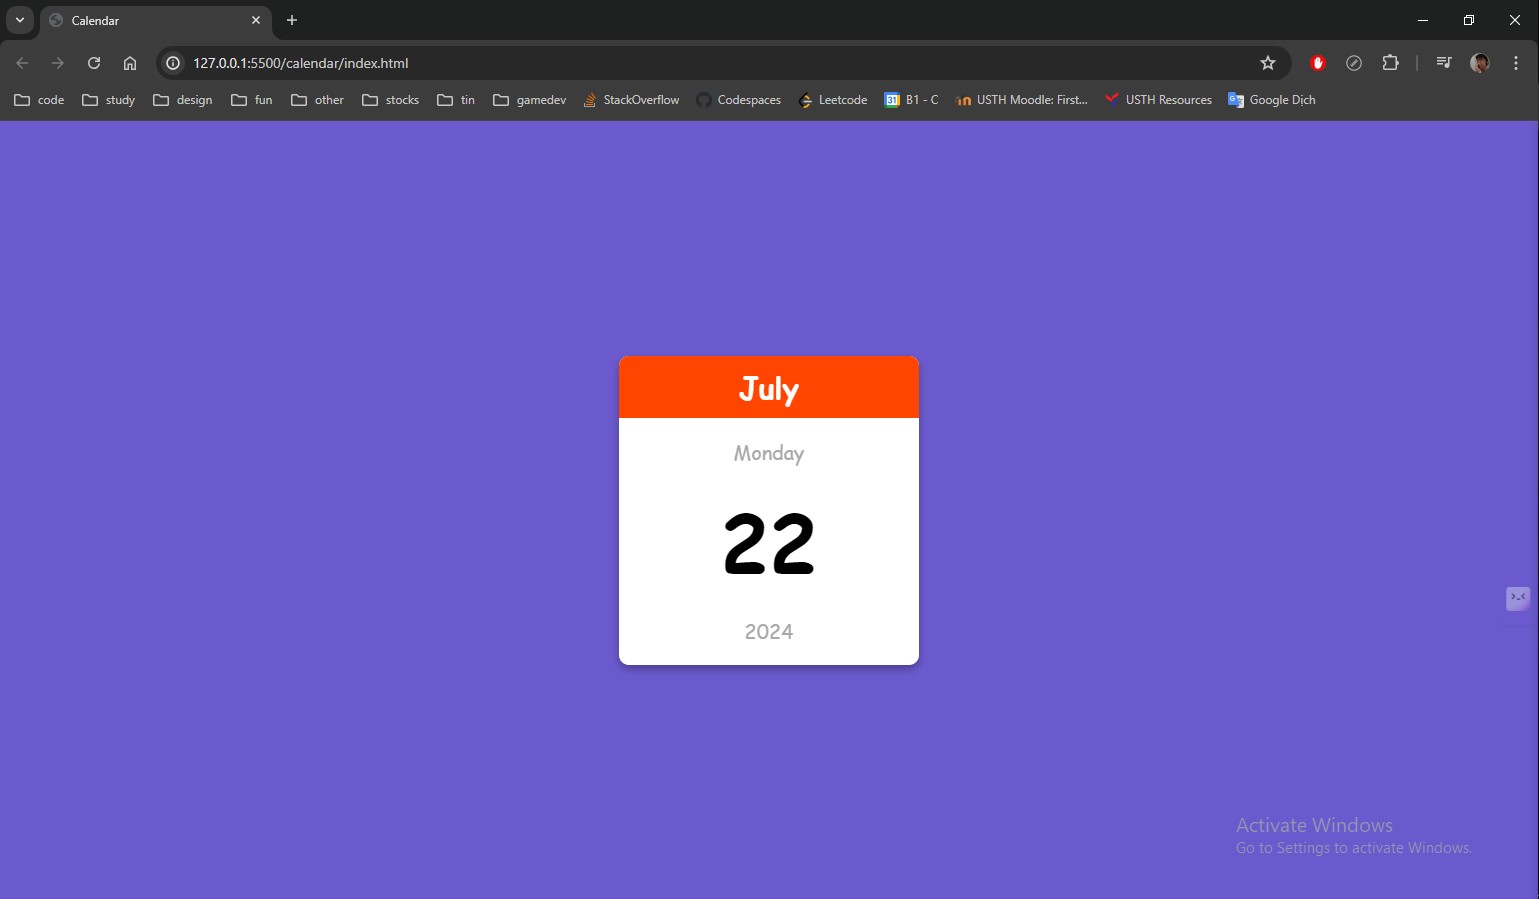 Calendar
127.0.0.1:5500/calendar/index.html
code study design fun other stocks tin gamedev StackOverflow Codespaces Leetcode 31 B1 - C USTH Moodle: First... USTH Resources Google Dịch
July
Monday
22
2024
Activate Windows
Go to Settings to activate Windows.